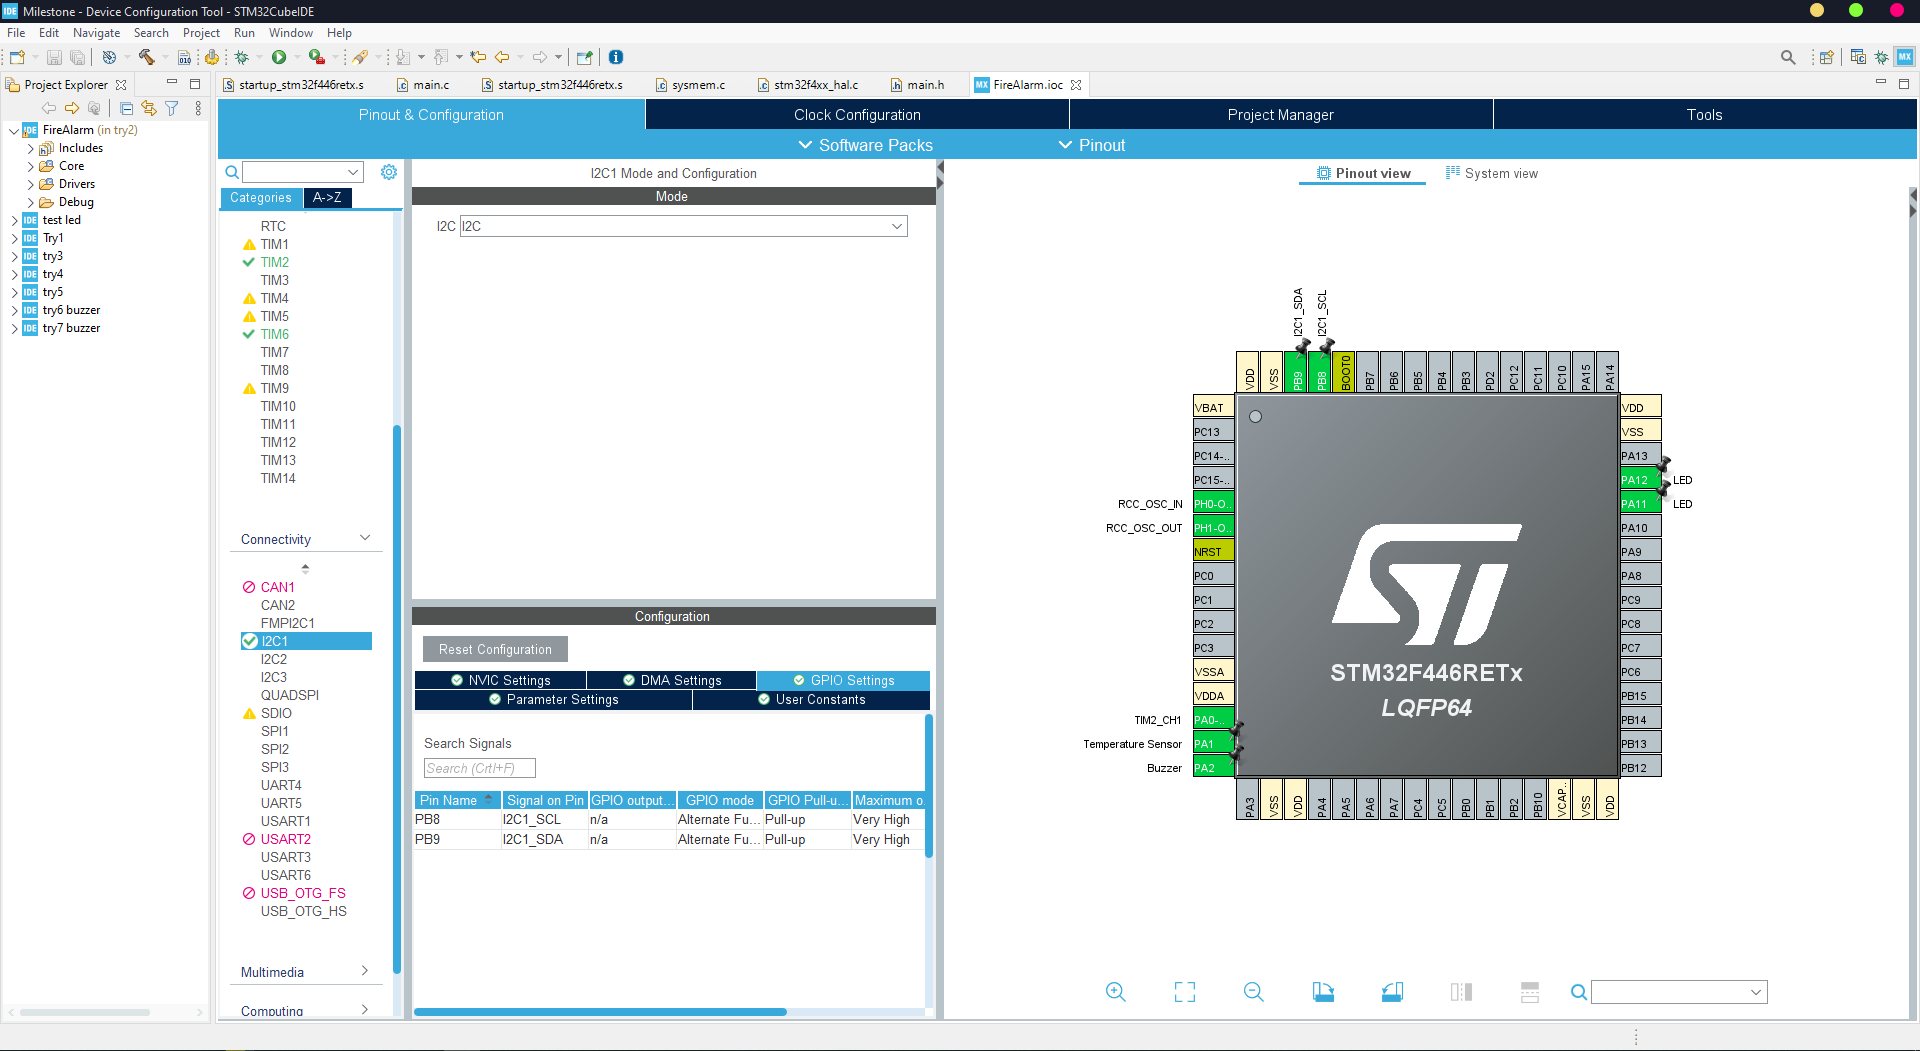 IDE Milestone - Device Configuration Tool - STM32CubeIDE
File Edit Navigate Search Project Run Window Help
Project Explorer
startup_stm32f446retx.s main.c startup_stm32f446retx.s sysmem.c stm32f4xx_hal.c main.h MX FireAlarm.ioc
IDE FireAlarm (in try2)
Includes
Core
Drivers
Debug
IDE test led
IDE Try1
IDE try3
IDE try4
IDE try5
IDE try6 buzzer
IDE try7 buzzer
Pinout & Configuration Clock Configuration Project Manager Tools
Software Packs Pinout
Categories A->Z
RTC
TIM1
TIM2
TIM3
TIM4
TIM5
TIM6
TIM7
TIM8
TIM9
TIM10
TIM11
TIM12
TIM13
TIM14
Connectivity
CAN1
CAN2
FMPI2C1
I2C1
I2C2
I2C3
QUADSPI
SDIO
SPI1
SPI2
SPI3
UART4
UART5
USART1
USART2
USART3
USART6
USB_OTG_FS
USB_OTG_HS
Multimedia
Computing
I2C1 Mode and Configuration
Mode
I2C I2C
Configuration
Reset Configuration
NVIC Settings DMA Settings GPIO Settings
Parameter Settings User Constants
Search Signals
Search (Crtl+F)
Pin Name Signal on Pin GPIO output... GPIO mode GPIO Pull-u... Maximum o
PB8 I2C1_SCL n/a Alternate Fu... Pull-up Very High
PB9 I2C1_SDA n/a Alternate Fu... Pull-up Very High
Pinout view System view
I2C1_SDA I2C1_SCL
VDD VSS PB9 PB8 BOOT0 PB7 PB6 PB5 PB4 PB3 PD2 PC12 PC11 PC10 PA15 PA14
VBAT
PC13
PC14-..
PC15-..
RCC_OSC_IN PH0-O..
RCC_OSC_OUT PH1-O..
NRST
PC0
PC1
PC2
PC3
VSSA
VDDA
TIM2_CH1 PA0-..
Temperature Sensor PA1
Buzzer PA2
ST
STM32F446RETx
LQFP64
VDD
VSS
PA13
PA12 LED
PA11 LED
PA10
PA9
PA8
PC9
PC8
PC7
PC6
PB15
PB14
PB13
PB12
PA3 VSS VDD PA4 PA5 PA6 PA7 PC4 PC5 PB0 PB1 PB2 PB10 VCAP.. VSS VDD